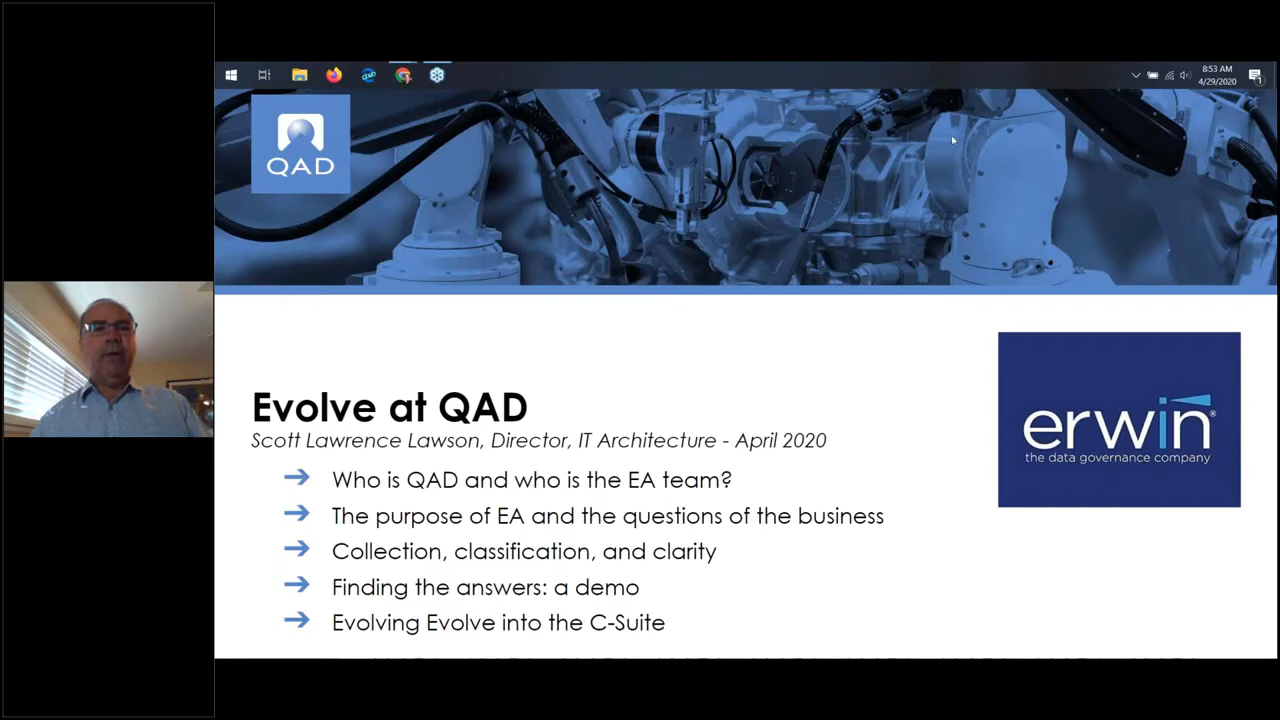 8:53 AM
4/29/2020
1
QAD
Evolve at QAD
Scott Lawrence Lawson, Director, IT Architecture - April 2020
erwin®
the data governance company
➔ Who is QAD and who is the EA team?
➔ The purpose of EA and the questions of the business
➔ Collection, classification, and clarity
➔ Finding the answers: a demo
➔ Evolving Evolve into the C-Suite